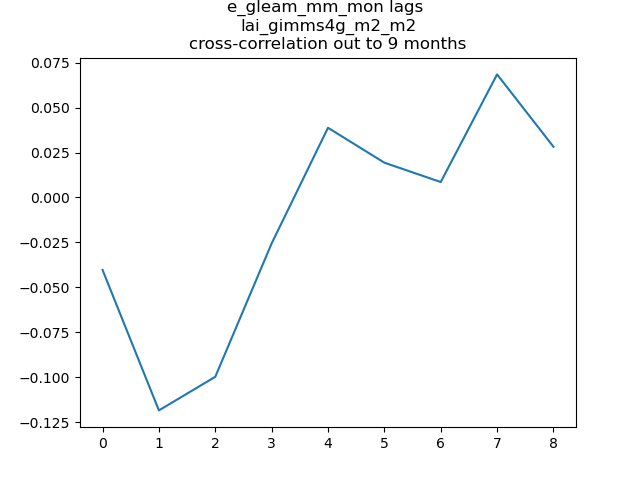 e_gleam_mm_mon lags
lai_gimms4g_m2_m2
cross-correlation out to 9 months
0.075
0.050
0.025
0.000
−0.025
−0.050
−0.075
−0.100
−0.125
0 1 2 3 4 5 6 7 8